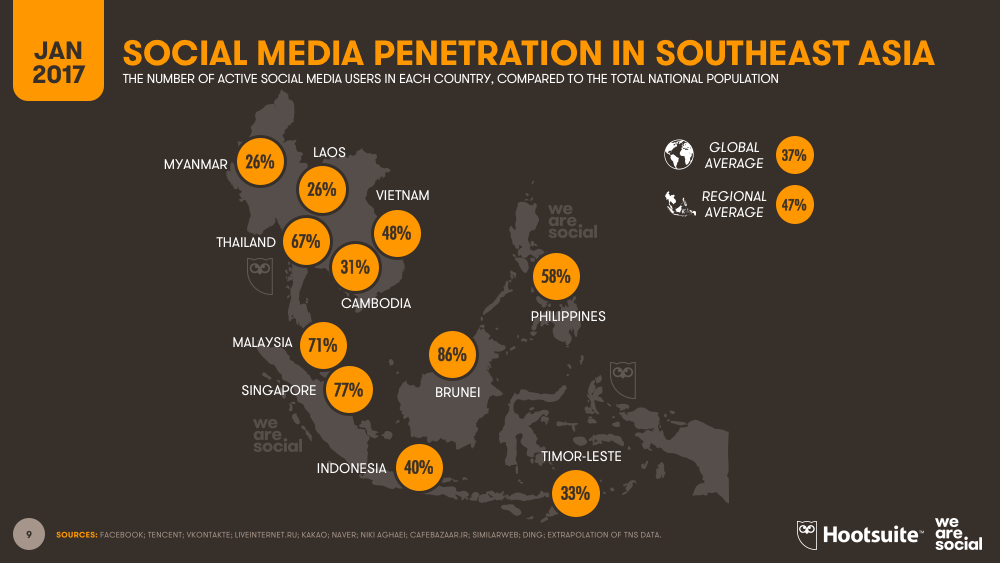 JAN
2017
SOCIAL MEDIA PENETRATION IN SOUTHEAST ASIA
THE NUMBER OF ACTIVE SOCIAL MEDIA USERS IN EACH COUNTRY, COMPARED TO THE TOTAL NATIONAL POPULATION
MYANMAR
26%
LAOS
26%
VIETNAM
48%
THAILAND
67%
31%
CAMBODIA
GLOBAL
AVERAGE
37%
REGIONAL
AVERAGE
47%
we
are
social
58%
PHILIPPINES
MALAYSIA
71%
SINGAPORE
77%
86%
BRUNEI
we
are
social
INDONESIA
40%
TIMOR-LESTE
33%
9
SOURCES: FACEBOOK; TENCENT; VKONTAKTE; LIVEINTERNET.RU; KAKAO; NAVER; NIKI AGHAEI; CAFEBAZAAR.IR; SIMILARWEB; DING; EXTRAPOLATION OF TNS DATA.
Hootsuite™
we
are
social